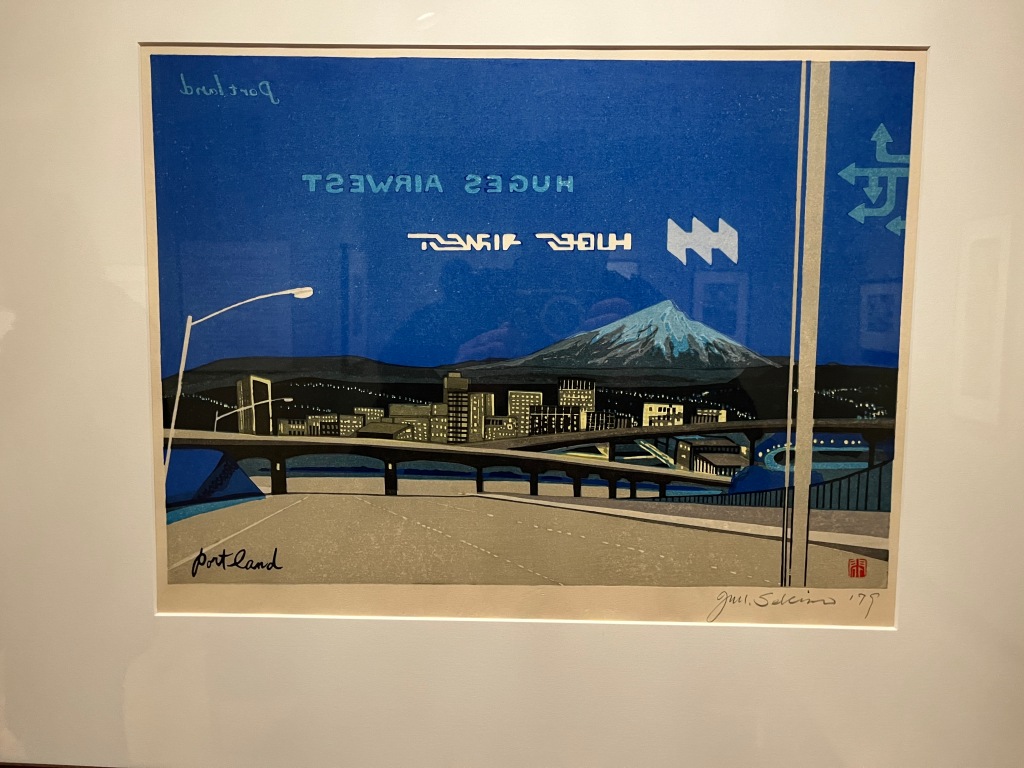 Portland
HUGES AIRWEST
HUGES AIRWEST
Portland
Jun. Sekino '79